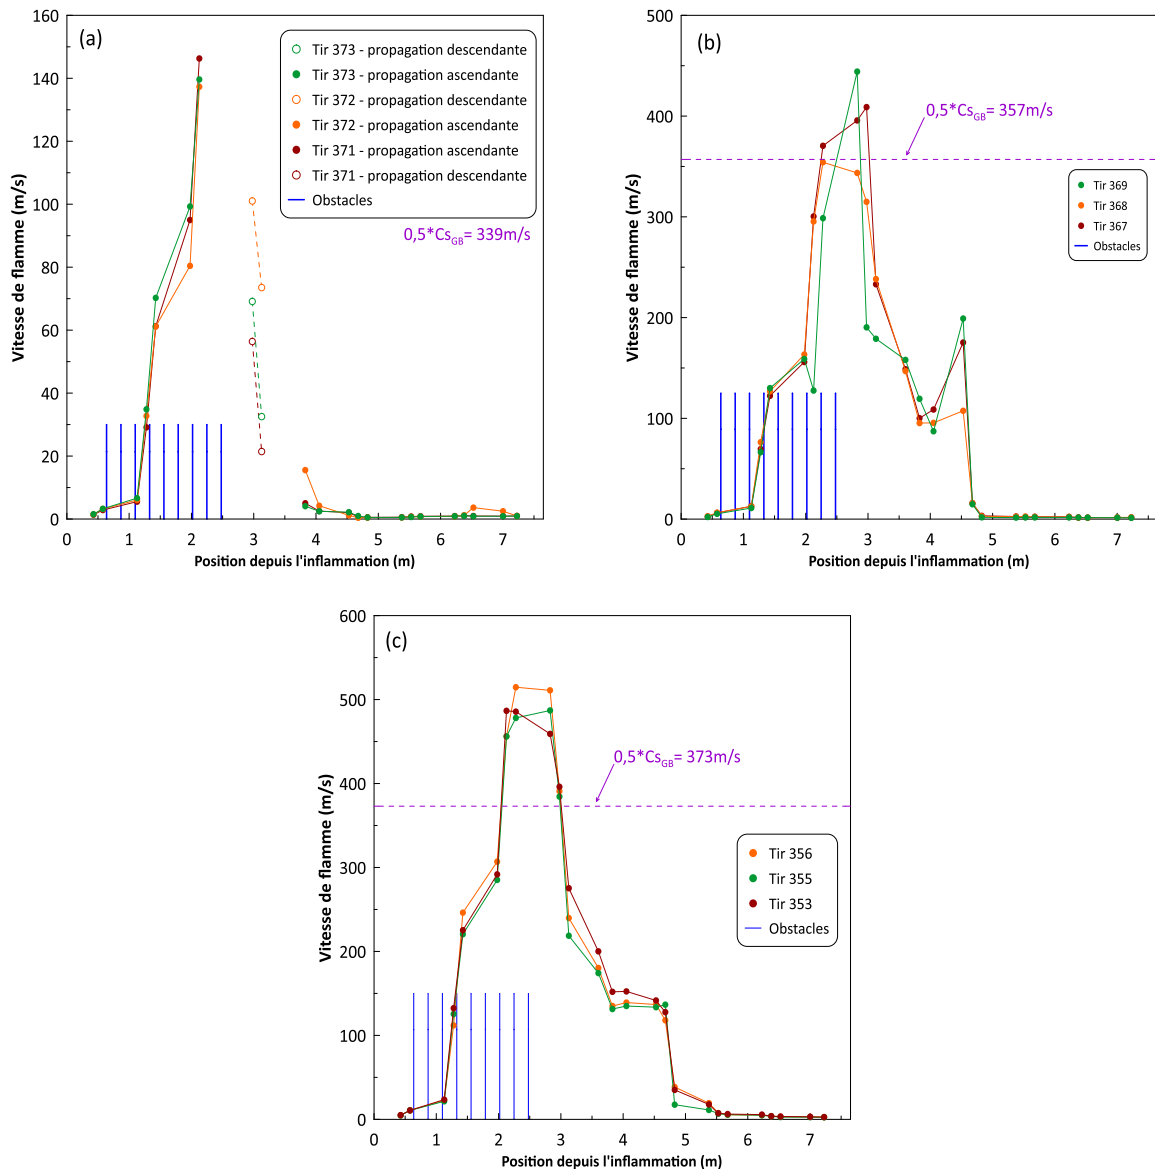 (a)
Vitesse de flamme (m/s)
160
140
120
100
80
60
40
20
0
Tir 373 - propagation descendante
Tir 373 - propagation ascendante
Tir 372 - propagation descendante
Tir 372 - propagation ascendante
Tir 371 - propagation ascendante
Tir 371 - propagation descendante
Obstacles
0,5*CsGB= 339m/s
0 1 2 3 4 5 6 7
Position depuis l'inflammation (m)
(b)
Vitesse de flamme (m/s)
500
400
300
200
100
0
0,5*CsGB= 357m/s
Tir 369
Tir 368
Tir 367
Obstacles
0 1 2 3 4 5 6 7
Position depuis l'inflammation (m)
(c)
Vitesse de flamme (m/s)
600
500
400
300
200
100
0
0,5*CsGB= 373m/s
Tir 356
Tir 355
Tir 353
Obstacles
0 1 2 3 4 5 6 7
Position depuis l'inflammation (m)